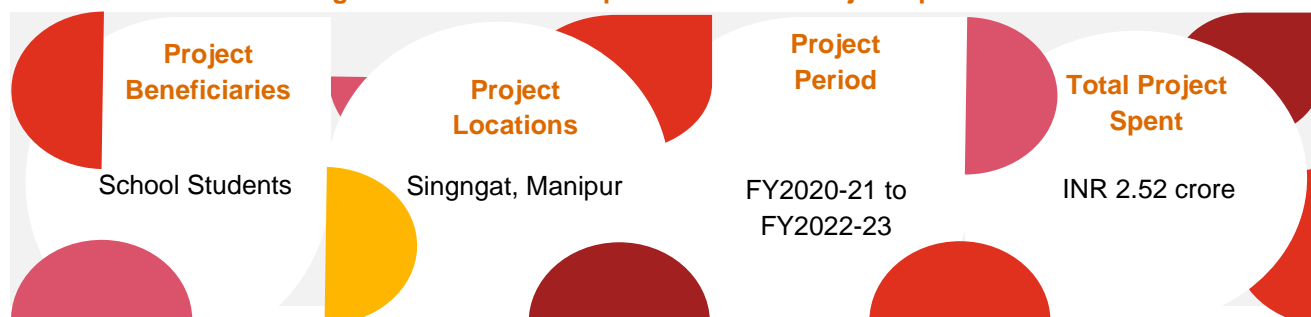 Project
Beneficiaries
School Students
Project
Locations
Singngat, Manipur
Project
Period
FY2020-21 to
FY2022-23
Total Project
Spent
INR 2.52 crore